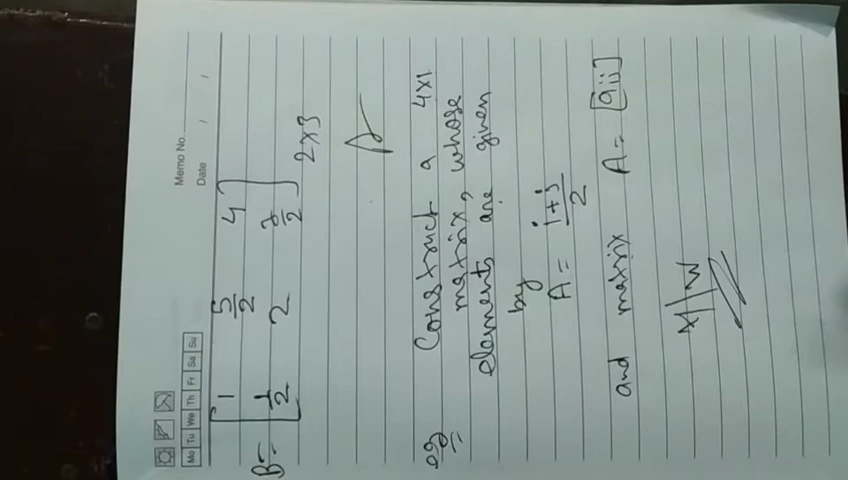 Memo No.
Date / /
Mo Tu We Th Fr Sa Su
B= [ 1 5/2 4
1/2 2 7/2 ] 2x3
eg Construct a 4x1
matrix, whose
elements are given
by
A = i+j/2
and matrix A = [aij]
H/W